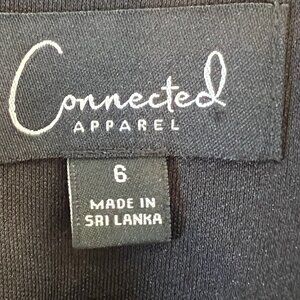 Connected
APPAREL
6
MADE IN
SRI LANKA